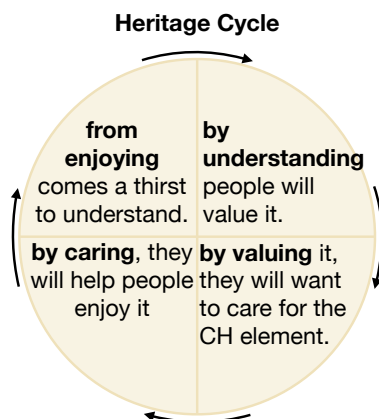 Heritage Cycle
from
enjoying
comes a thirst
to understand.
by
understanding
people will
value it.
by caring, they
will help people
enjoy it
by valuing it,
they will want
to care for the
CH element.